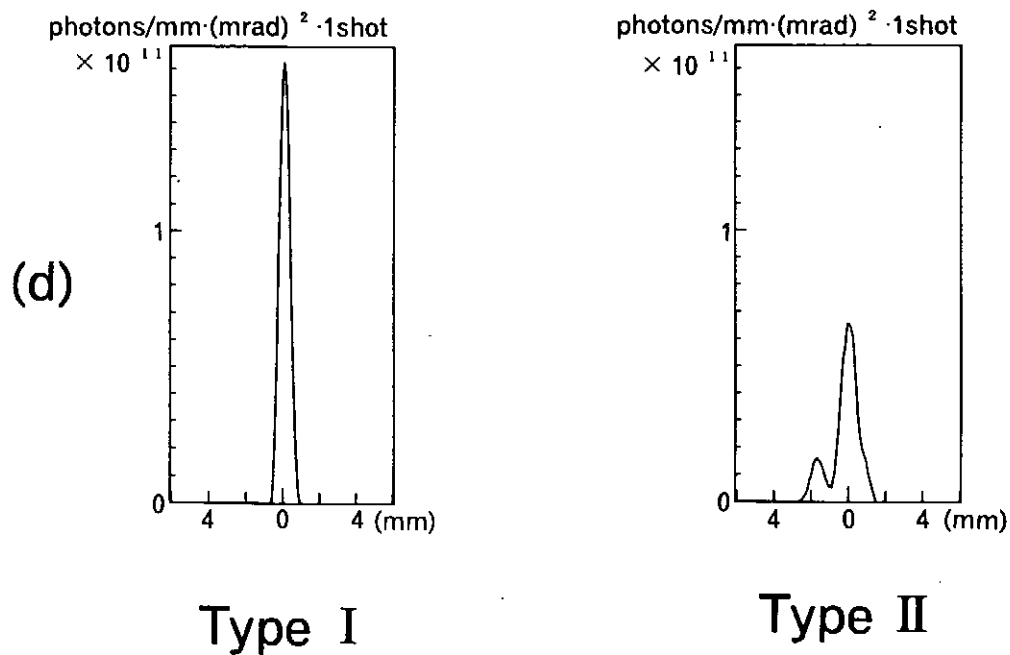 photons/mm·(mrad) ² ·1shot
× 10 ¹¹
1
(d)
0
4 0 4 (mm)
Type I
photons/mm·(mrad) ² ·1shot
× 10 ¹¹
1
0
4 0 4 (mm)
Type II